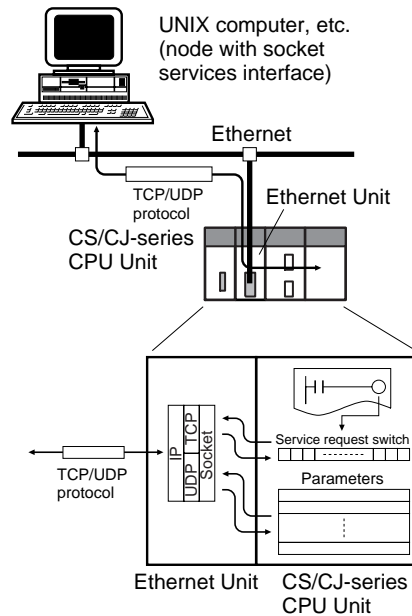 UNIX computer, etc.
(node with socket
services interface)
Ethernet
TCP/UDP
protocol
Ethernet Unit
CS/CJ-series
CPU Unit
IP
UDP TCP
Socket
Service request switch
Parameters
TCP/UDP
protocol
Ethernet Unit
CS/CJ-series
CPU Unit